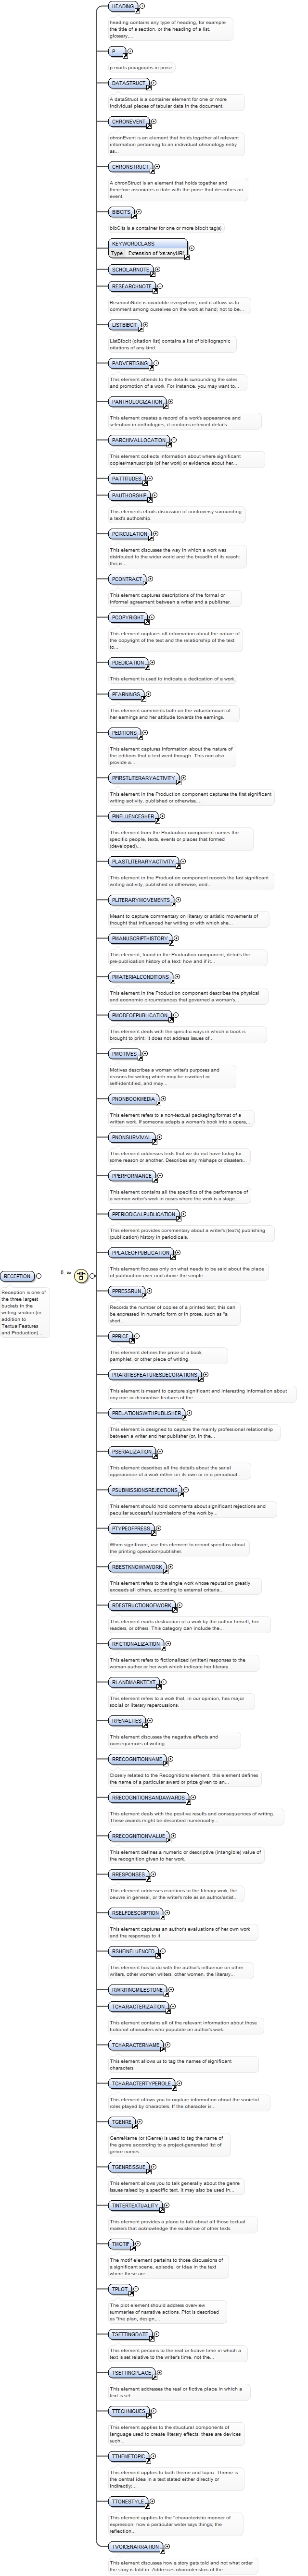 HEADING
heading contains any type of heading, for example
the title of a section, or the heading of a list,
glossary,...
P
p marks paragraphs in prose.
DATASTRUCT
A dataStruct is a container element for one or more
individual pieces of tabular data in the document.
CHRONEVENT
chronEvent is an element that holds together all relevant
information pertaining to an individual chronology entry
as...
CHRONSTRUCT
A chronStruct is an element that holds together and
therefore associates a date with the prose that describes an
event.
BIBCITS
bibCits is a container for one or more bibcit tag(s).
KEYWORDCLASS
Type Extension of 'xs:anyURI'
SCHOLARNOTE
RESEARCHNOTE
ResearchNote is available everywhere, and it allows us to
comment among ourselves on the work at hand; not to be...
LISTBIBCIT
ListBibcit (citation list) contains a list of bibliographic
citations of any kind.
PADVERTISING
This element attends to the details surrounding the sales
and promotion of a work. For instance, you may want to...
PANTHOLOGIZATION
This element creates a record of a work's appearance and
selection in anthologies; it contains relevant details...
PARCHIVALLOCATION
This element collects information about where significant
copies/manuscripts (of her work) or evidence about her...
PATTITUDES
PAUTHORSHIP
This elements elicits discussion of controversy surrounding
a text's authorship.
PCIRCULATION
This element discusses the way in which a work was
distributed to the wider world and the breadth of its reach:
this is...
PCONTRACT
This element captures descriptions of the formal or
informal agreement between a writer and a publisher.
PCOPYRIGHT
This element captures all information about the nature of
the copyright of the text and the relationship of the text
to...
PDEDICATION
This element is used to indicate a dedication of a work.
PEARNINGS
This element comments both on the value/amount of
her earnings and her attitude towards the earnings.
PEDITIONS
This element captures information about the nature of
the editions that a text went through. This can also
provide a...
PFIRSTLITERARYACTIVITY
This element in the Production component captures the first significant
writing activity, published or otherwise....
PINFLUENCESHER
This element from the Production component names the
specific people, texts, events or places that formed
(developed)...
PLASTLITERARYACTIVITY
This element in the Production component records the last significant
writing activity, published or otherwise, and...
PLITERARYMOVEMENTS
Meant to capture commentary on literary or artistic movements of
thought that influenced her writing or with which she...
PMANUSCRIPTHISTORY
This element, found in the Production component, details the
pre-publication history of a text: how and if it...
PMATERIALCONDITIONS
This element in the Production component describes the physical
and economic circumstances that governed a woman's...
PMODEOFPUBLICATION
This element deals with the specific ways in which a book is
brought to print; it does not address issues of...
PMOTIVES
Motives describes a woman writer's purposes and
reasons for writing which may be ascribed or
self-identified, and may...
PNONBOOKMEDIA
This element refers to a non-textual packaging/format of a
written work. If someone adapts a woman's book into a opera,...
PNONSURVIVAL
This element addresses texts that we do not have today for
some reason or another. Describes any mishaps or disasters...
PPERFORMANCE
This element contains all the specifics of the performance of
a women writer's work in cases where the work is a stage...
PPERIODICALPUBLICATION
This element provides commentary about a writer's (text's) publishing
(publication) history in periodicals.
PPLACEOFPUBLICATION
This element focuses only on what needs to be said about the place
of publication over and above the simple...
RECEPTION
0..∞
Reception is one of
the three largest
buckets in the
writing section (in
addition to
TextualFeatures
and Production)....
PPRESSRUN
Records the number of copies of a printed text; this can
be expressed in numeric form or in prose, such as "a
short...
PPRICE
This element defines the price of a book,
pamphlet, or other piece of writing.
PRARITIESFEATURESDECORATIONS
This element is meant to capture significant and interesting information about
any rare or decorative features of the...
PRELATIONSWITHPUBLISHER
This element is designed to capture the mainly professional relationship
between a writer and her publisher (or, in the...
PSERIALIZATION
This element describes all the details about the serial
appearance of a work either on its own or in a periodical...
PSUBMISSIONSREJECTIONS
This element should hold comments about significant rejections and
peculiar successful submissions of the work by...
PTYPEOFPRESS
When significant, use this element to record specifics about
the printing operation/publisher.
RBESTKNOWNWORK
This element refers to the single work whose reputation greatly
exceeds all others, according to external criteria...
RDESTRUCTIONOFWORK
This element marks destruction of a work by the author herself, her
readers, or others. This category can include the...
RFICTIONALIZATION
This element refers to fictionalized (written) responses to the
woman author or her work which indicate her literary...
RLANDMARKTEXT
This element refers to a work that, in our opinion, has major
social or literary repercussions.
RPENALTIES
This element discusses the negative effects and
consequences of writing.
RRECOGNITIONNAME
Closely related to the Recognitions element, this element defines
the name of a particular award or prize given to an...
RRECOGNITIONSANDAWARDS
This element deals with the positive results and consequences of writing.
These awards might be described numerically...
RRECOGNITIONVALUE
This element defines a numeric or descriptive (intangible) value of
the recognition given to her work.
RRESPONSES
This element addresses reactions to the literary work, the
oeuvre in general, or the writer's role as an author/artist...
RSELFDESCRIPTION
This element captures an author's evaluations of her own work
and the responses to it.
RSHEINFLUENCED
This element has to do with the author's influence on other
writers, other women writers, other women, the literary...
RWRITINGMILESTONE
TCHARACTERIZATION
This element contains all of the relevant information about those
fictional characters who populate an author's work.
TCHARACTERNAME
This element allows us to tag the names of significant
characters.
TCHARACTERTYPEROLE
This element allows you to capture information about the societal
roles played by characters. If the character is...
TGENRE
GenreName (or tGenre) is used to tag the name of
the genre according to a project-generated list of
genre names.
TGENREISSUE
This element allows you to talk generally about the genre
issues raised by a specific text. It may also be used in...
TINTERTEXTUALITY
This element provides a place to talk about all those textual
markers that acknowledge the existence of other texts.
TMOTIF
The motif element pertains to those discussions of
a significant scene, episode, or idea in the text
where these are...
TPLOT
The plot element should address overview
summaries of narrative actions. Plot is described
as "the plan, design,...
TSETTINGDATE
This element pertains to the real or fictive time in which a
text is set relative to the writer's time, not the...
TSETTINGPLACE
This element addresses the real or fictive place in which a
text is set.
TTECHNIQUES
This element applies to the structural components of
language used to create literary effects: these are devices
such...
TTHEMETOPIC
This element applies to both theme and topic. Theme is
the central idea in a text stated either directly or
indirectly;...
TTONESTYLE
This element applies to the "characteristic manner of
expression; how a particular writer says things; the
reflection...
TVOICENARRATION
This element discusses how a story gets told and not what order
the story is told in. Addresses characteristics of the...